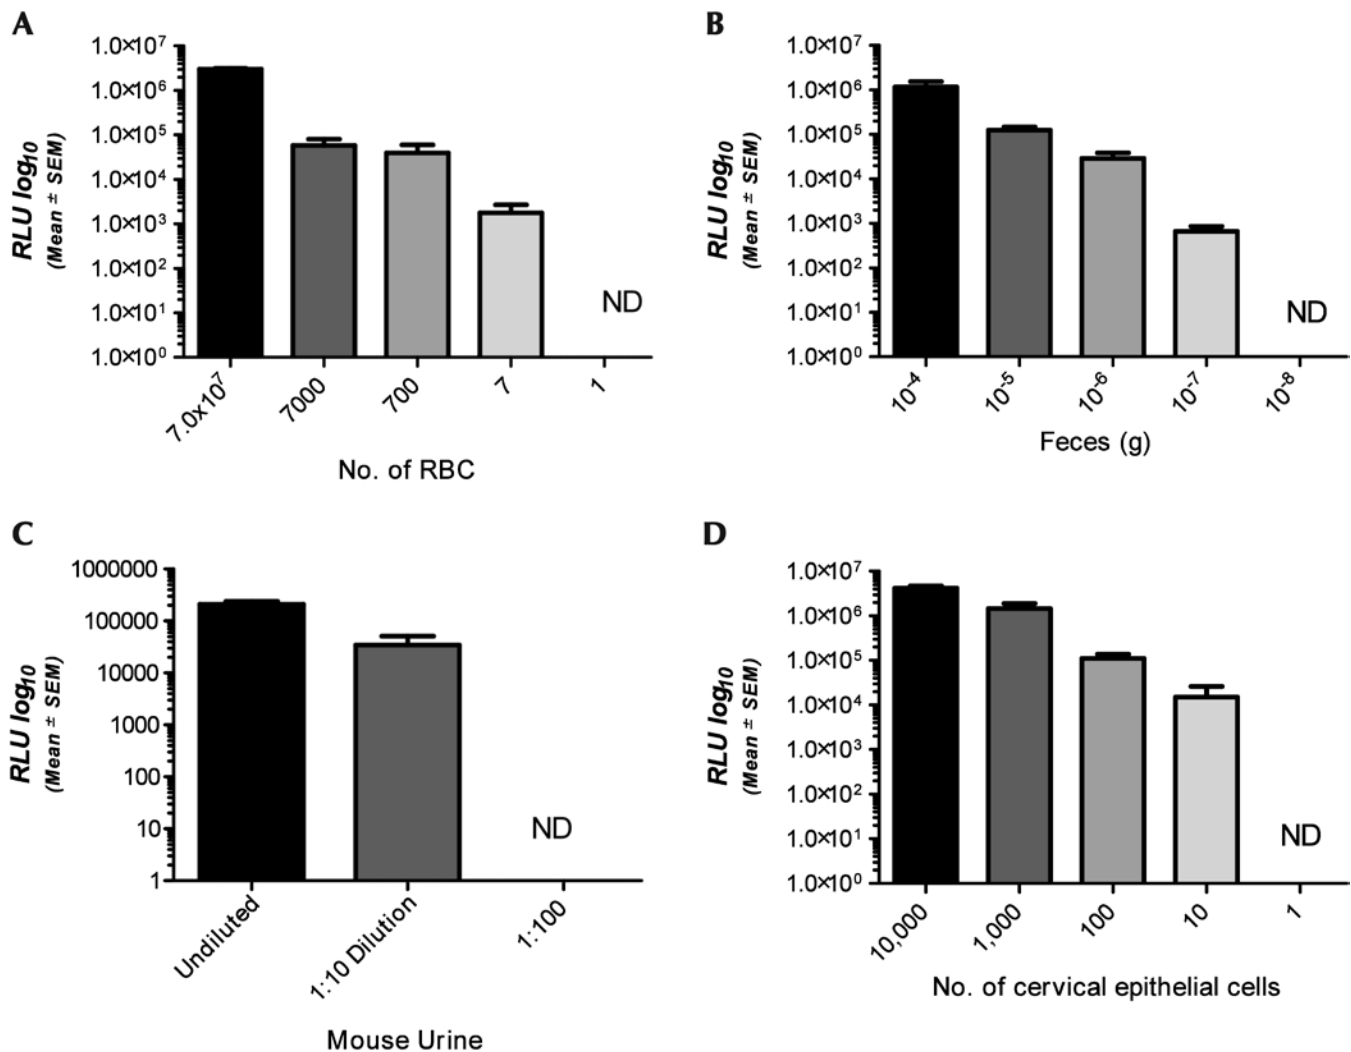 A
1.0×10⁷
1.0×10⁶
1.0×10⁵
1.0×10⁴
1.0×10³
1.0×10²
1.0×10¹
1.0×10⁰
RLU log₁₀
(Mean ± SEM)
ND
7.0x10⁷
7000
700
7
1
No. of RBC
B
1.0×10⁷
1.0×10⁶
1.0×10⁵
1.0×10⁴
1.0×10³
1.0×10²
1.0×10¹
1.0×10⁰
RLU log₁₀
(Mean ± SEM)
ND
10⁻⁴
10⁻⁵
10⁻⁶
10⁻⁷
10⁻⁸
Feces (g)
C
1000000
100000
10000
1000
100
10
1
RLU log₁₀
(Mean ± SEM)
ND
Undiluted
1:10 Dilution
1:100
Mouse Urine
D
1.0×10⁷
1.0×10⁶
1.0×10⁵
1.0×10⁴
1.0×10³
1.0×10²
1.0×10¹
1.0×10⁰
RLU log₁₀
(Mean ± SEM)
ND
10,000
1,000
100
10
1
No. of cervical epithelial cells